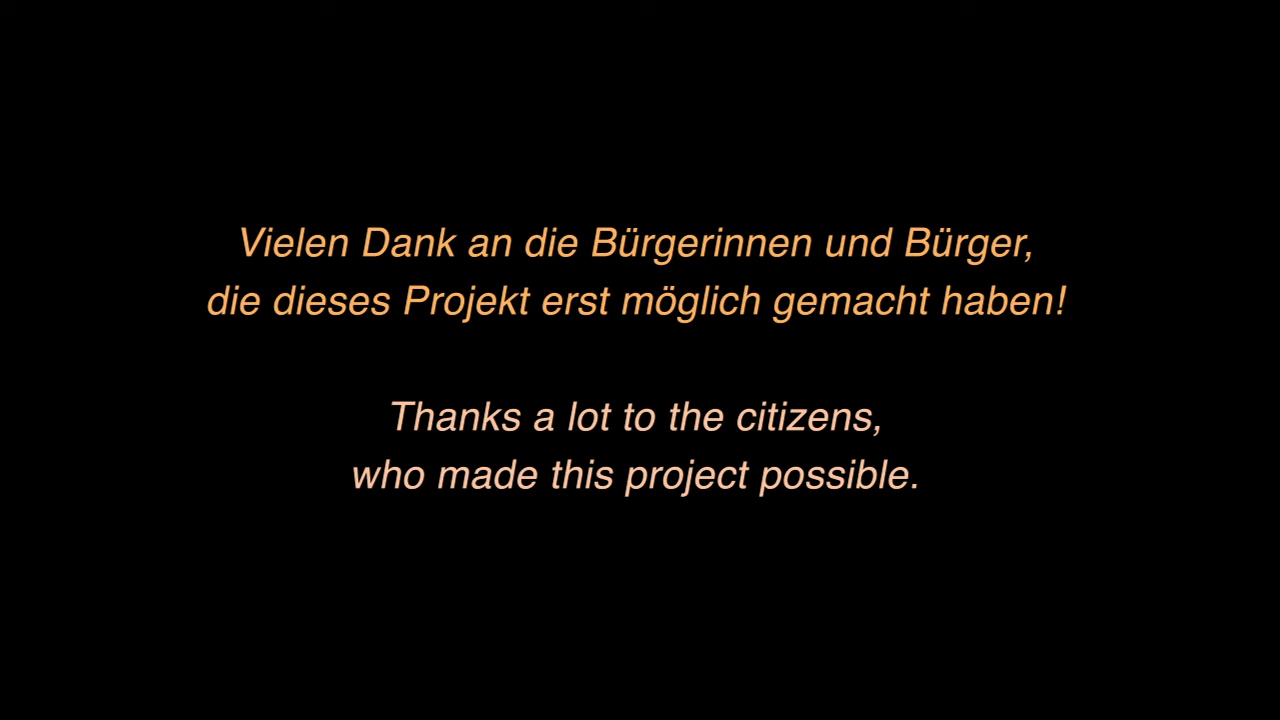 Vielen Dank an die Bürgerinnen und Bürger,
die dieses Projekt erst möglich gemacht haben!
Thanks a lot to the citizens,
who made this project possible.